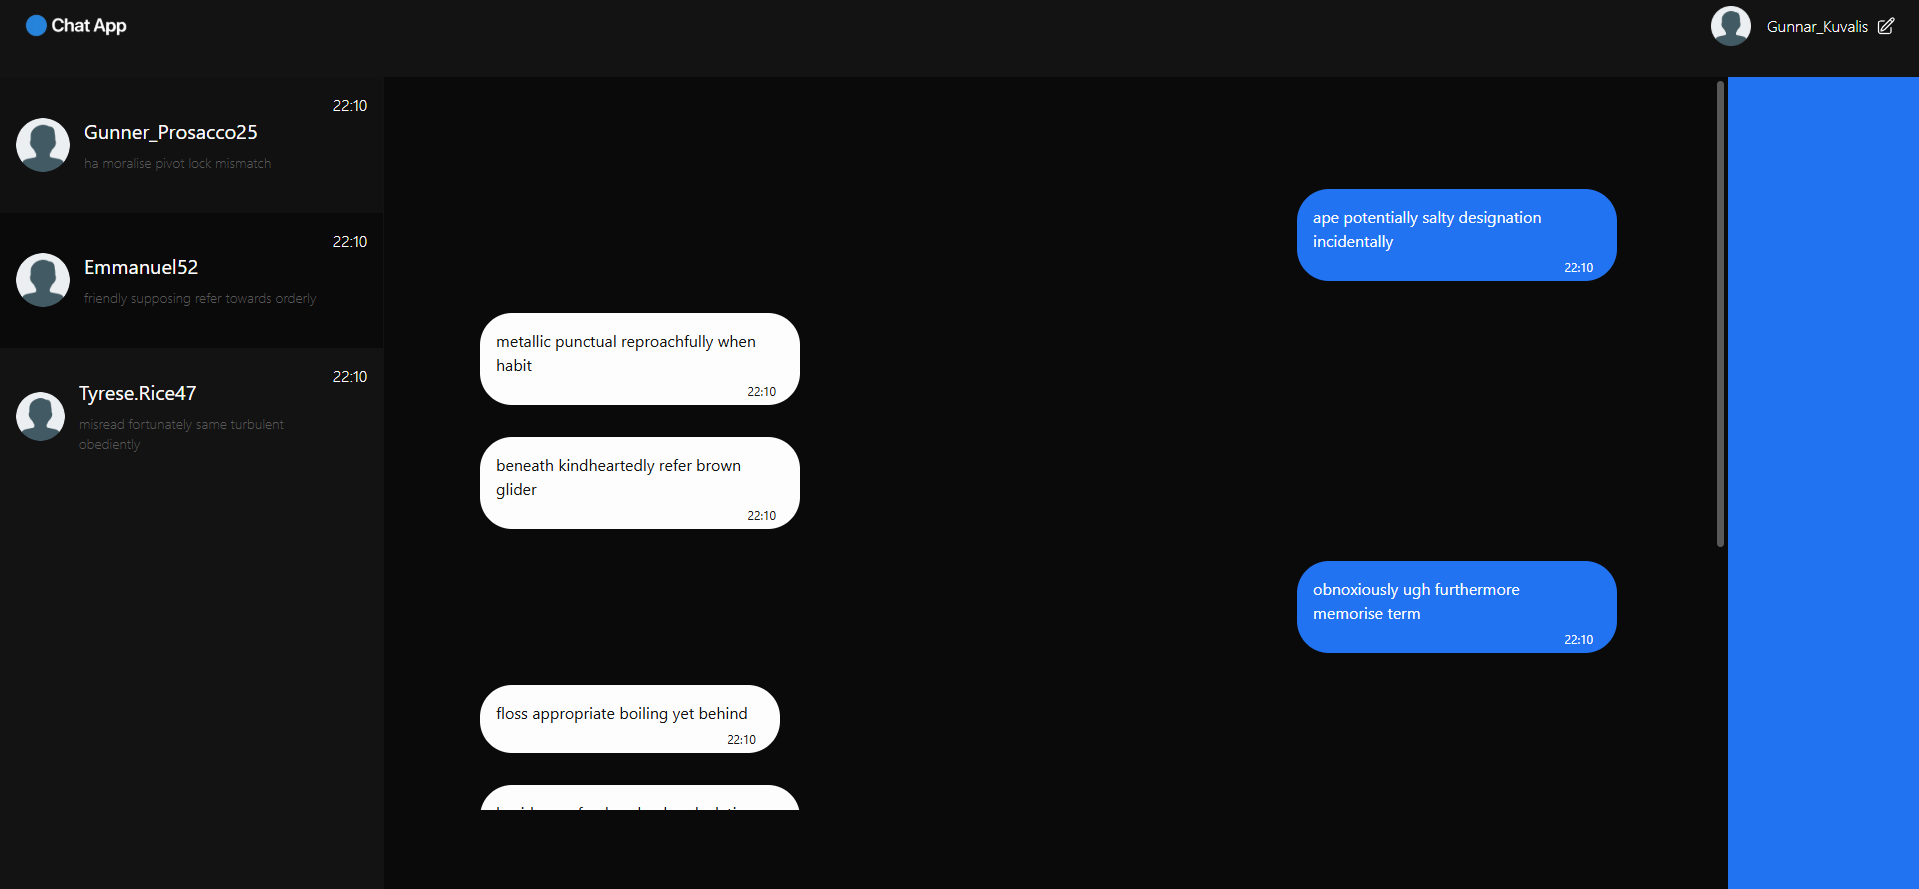 Chat App
Gunnar_Kuvalis
22:10
Gunner_Prosacco25
ha moralise pivot lock mismatch
22:10
Emmanuel52
friendly supposing refer towards orderly
22:10
Tyrese.Rice47
misread fortunately same turbulent
obediently
ape potentially salty designation
incidentally
22:10
metallic punctual reproachfully when
habit
22:10
beneath kindheartedly refer brown
glider
22:10
obnoxiously ugh furthermore
memorise term
22:10
floss appropriate boiling yet behind
22:10